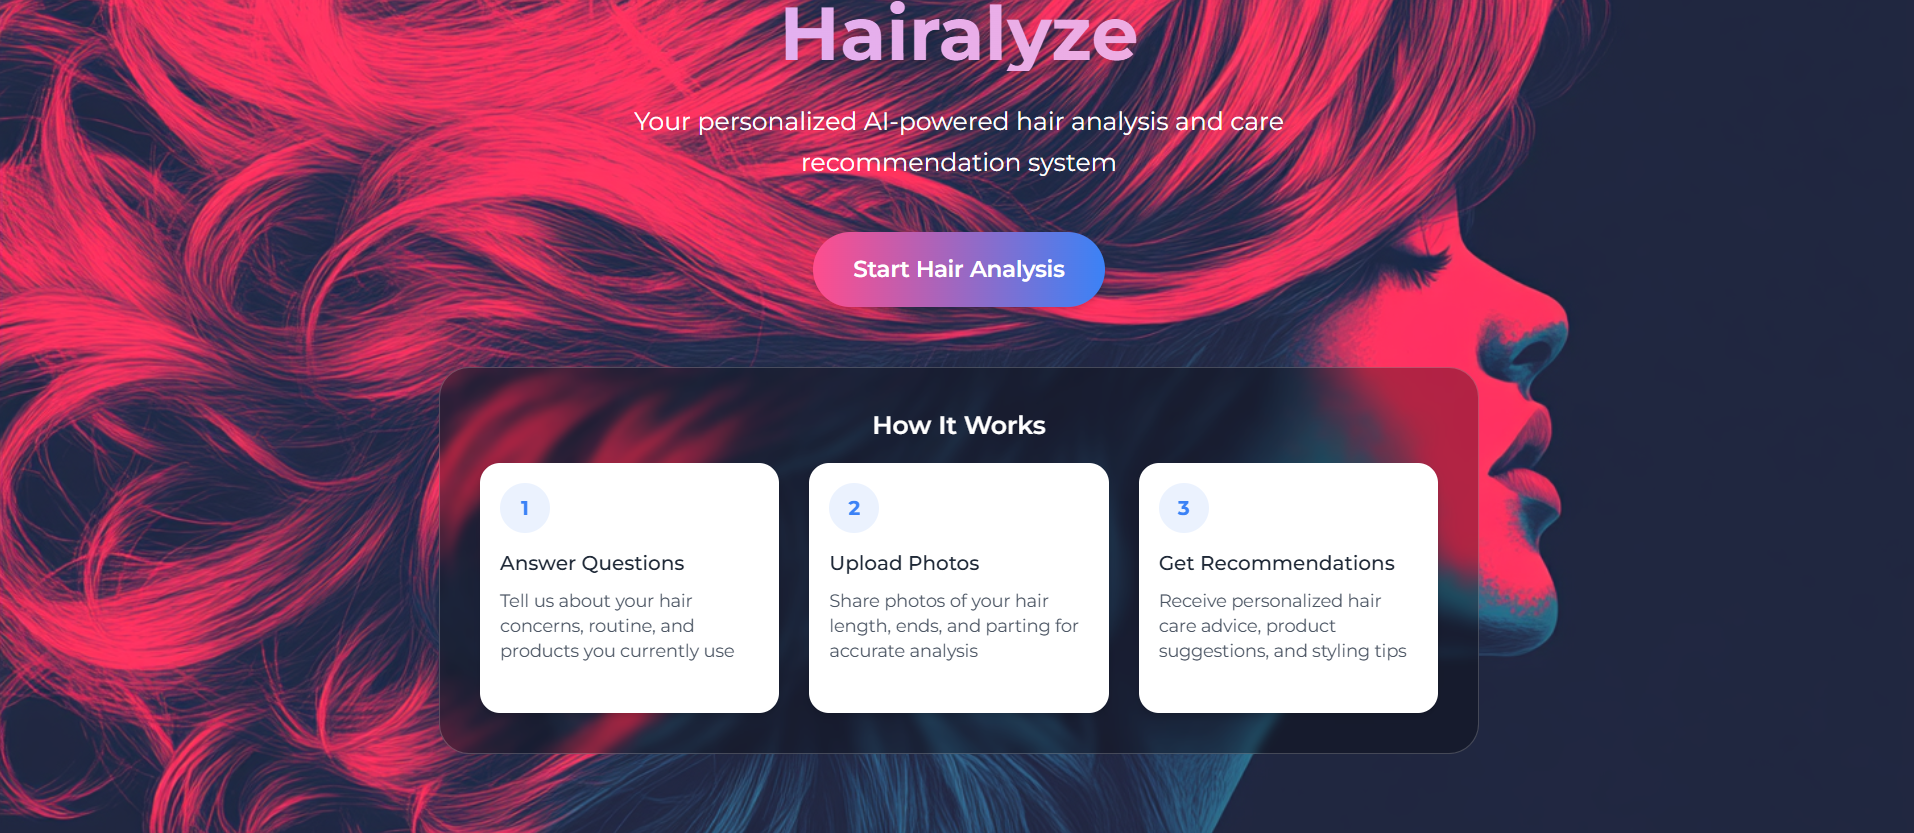 Hairalyze
Your personalized AI-powered hair analysis and care
recommendation system
Start Hair Analysis
How It Works
1
Answer Questions
Tell us about your hair
concerns, routine, and
products you currently use
2
Upload Photos
Share photos of your hair
length, ends, and parting for
accurate analysis
3
Get Recommendations
Receive personalized hair
care advice, product
suggestions, and styling tips